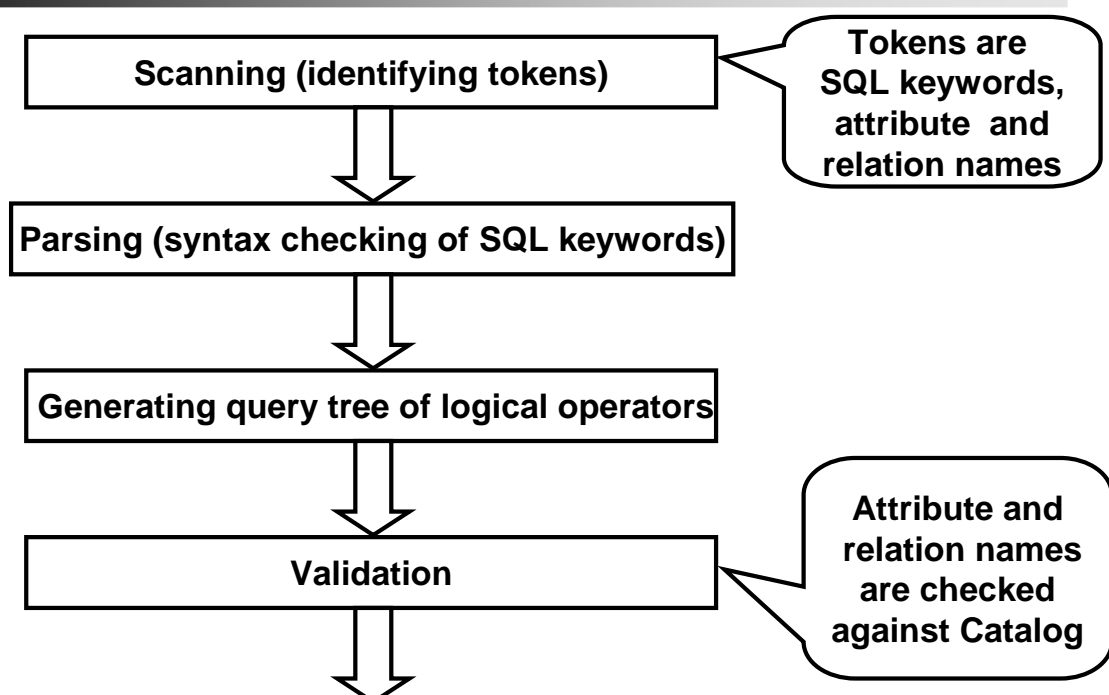 Scanning (identifying tokens)
Tokens are
SQL keywords,
attribute and
relation names
Parsing (syntax checking of SQL keywords)
Generating query tree of logical operators
Validation
Attribute and
relation names
are checked
against Catalog